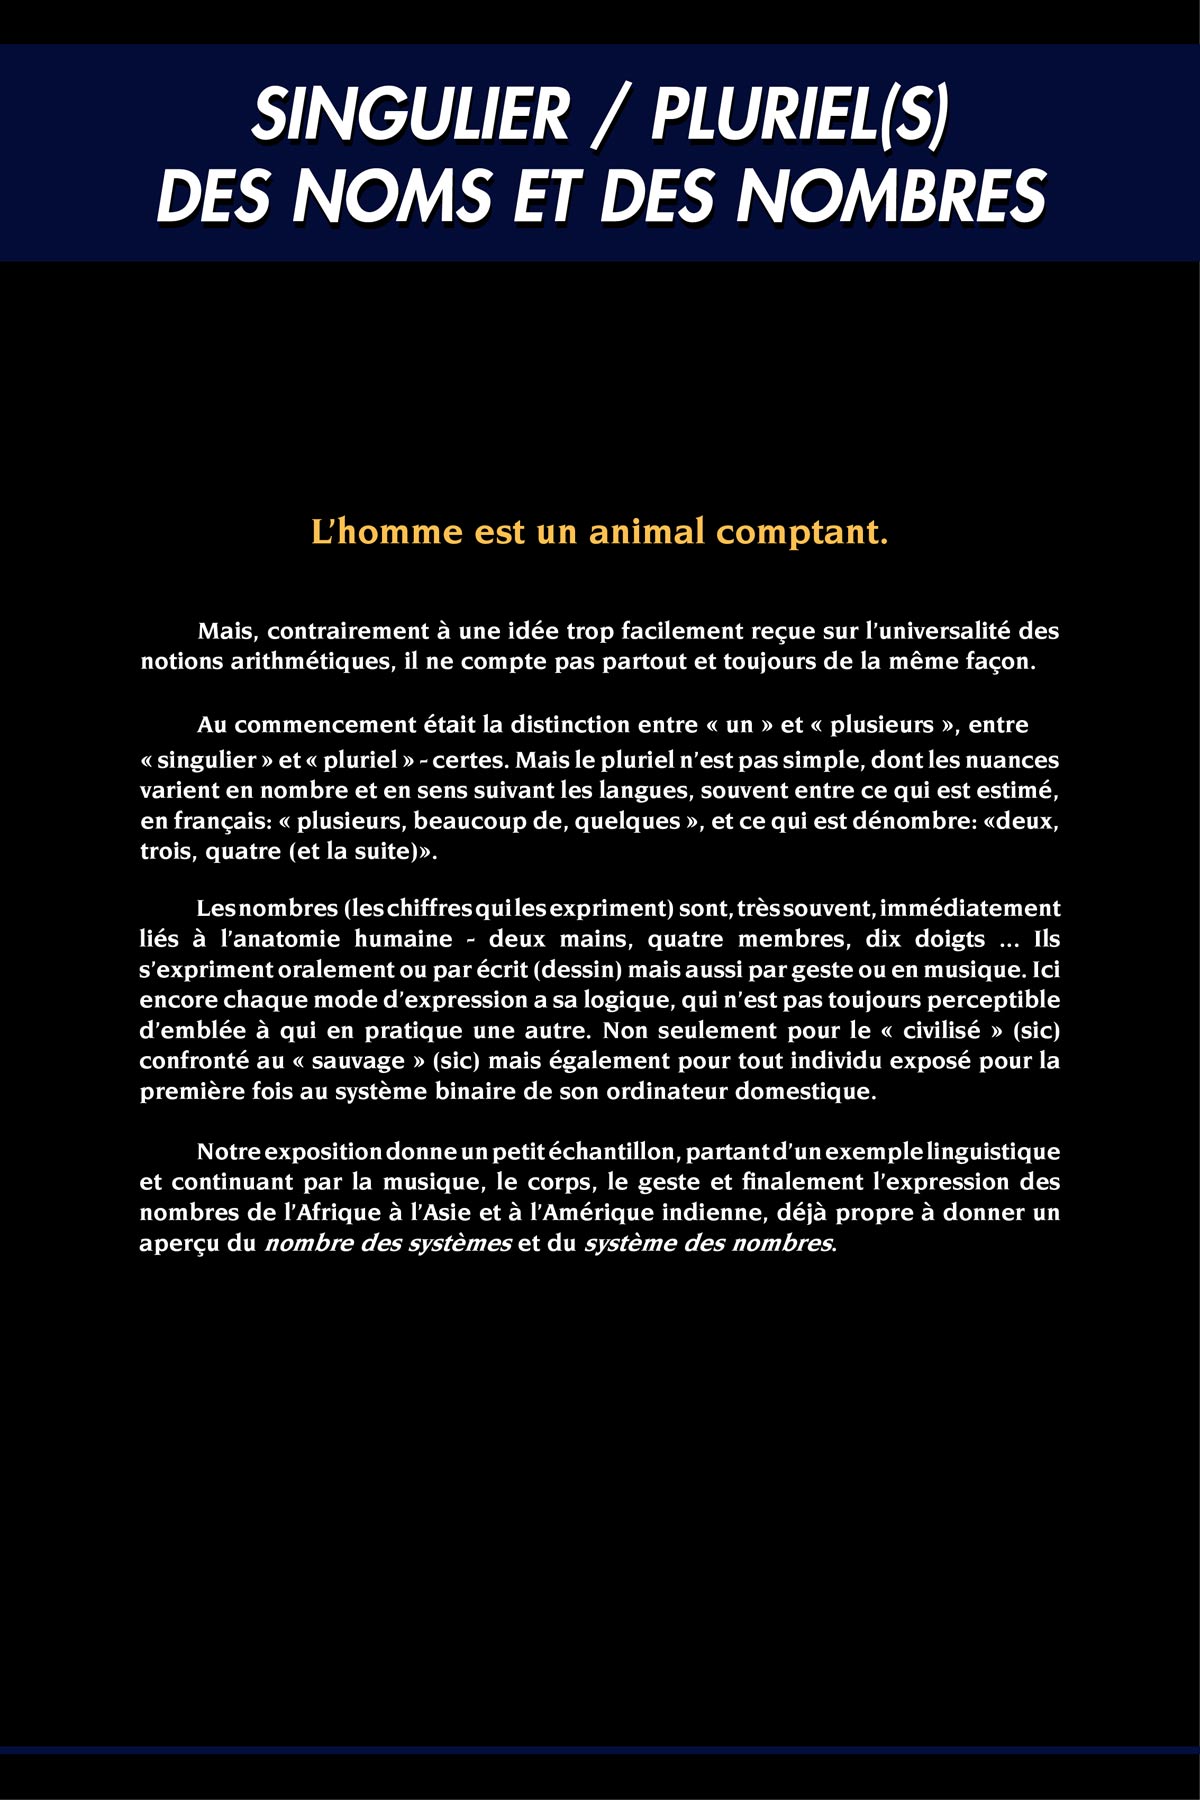 SINGULIER / PLURIEL(S)
DES NOMS ET DES NOMBRES
L’homme est un animal comptant.
Mais, contrairement à une idée trop facilement reçue sur l’universalité des
notions arithmétiques, il ne compte pas partout et toujours de la même façon.
Au commencement était la distinction entre « un » et « plusieurs », entre
« singulier » et « pluriel » - certes. Mais le pluriel n’est pas simple, dont les nuances
varient en nombre et en sens suivant les langues, souvent entre ce qui est estimé,
en français: « plusieurs, beaucoup de, quelques », et ce qui est dénombre: «deux,
trois, quatre (et la suite)».
Les nombres (les chiffres qui les expriment) sont, très souvent, immédiatement
liés à l’anatomie humaine - deux mains, quatre membres, dix doigts ... Ils
s’expriment oralement ou par écrit (dessin) mais aussi par geste ou en musique. Ici
encore chaque mode d’expression a sa logique, qui n’est pas toujours perceptible
d’emblée à qui en pratique une autre. Non seulement pour le « civilisé » (sic)
confronté au « sauvage » (sic) mais également pour tout individu exposé pour la
première fois au système binaire de son ordinateur domestique.
Notre exposition donne un petit échantillon, partant d’un exemple linguistique
et continuant par la musique, le corps, le geste et finalement l’expression des
nombres de l’Afrique à l’Asie et à l’Amérique indienne, déjà propre à donner un
aperçu du nombre des systèmes et du système des nombres.